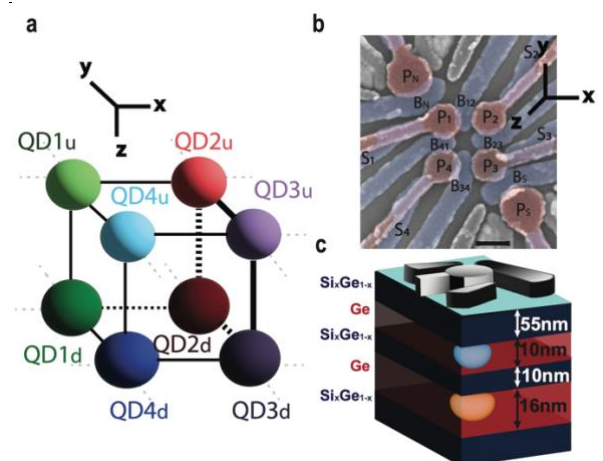 a
y
x
z
QD1u
QD2u
QD4u
QD3u
QD1d
QD2d
QD4d
QD3d
b
S2
y
x
z
PN
BN
B12
P1
P2
S3
B41
B23
S1
P4
P3
B5
B34
P5
S4
c
SixGe1-x
Ge
SixGe1-x
Ge
SixGe1-x
55nm
10nm
10nm
16nm